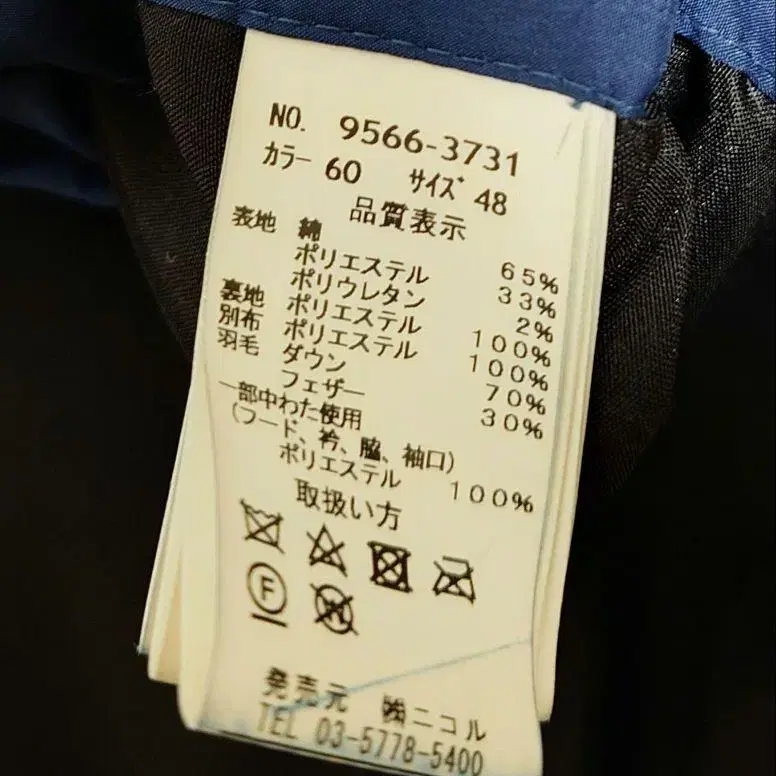 NO. 9566-3731
カラー 60 サイズ 48
品質表示
表地 綿 65%
ポリエステル 33%
ポリウレタン 2%
裏地 ポリエステル 100%
別布 ポリエステル 100%
羽毛 ダウン 70%
フェザー 30%
一部中わた使用
(フード、衿、脇、袖口)
ポリエステル 100%
取扱い方
F
W
発売元 ㈱ニコル
TEL 03-5778-5400